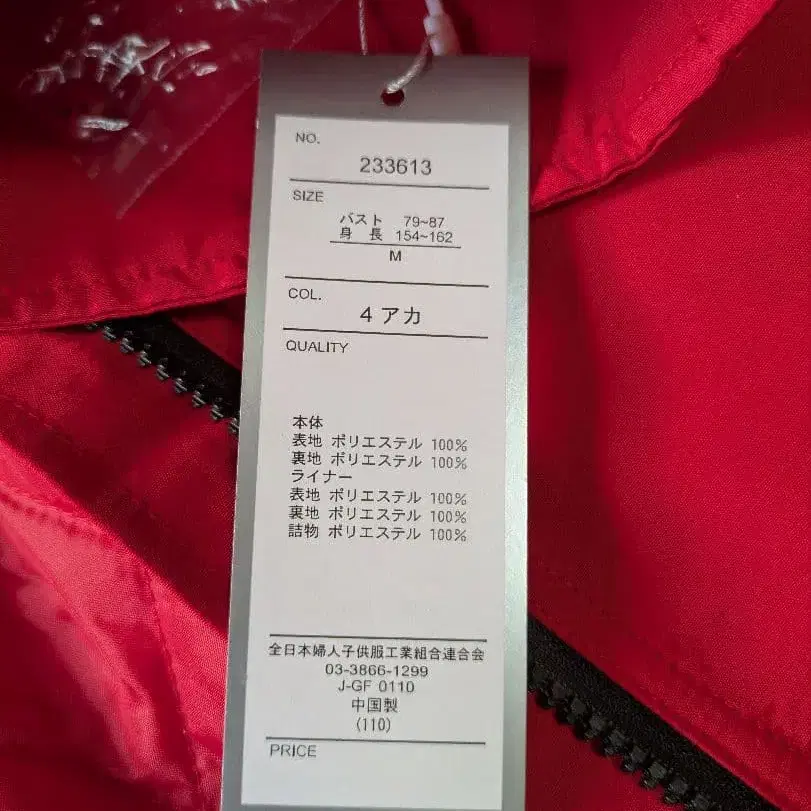 NO.
233613
SIZE
バスト 79~87
身 長 154~162
M
COL.
4 アカ
QUALITY
本体
表地 ポリエステル 100%
裏地 ポリエステル 100%
ライナー
表地 ポリエステル 100%
裏地 ポリエステル 100%
詰物 ポリエステル 100%
全日本婦人子供服工業組合連合会
03-3866-1299
J-GF 0110
中国製
(110)
PRICE